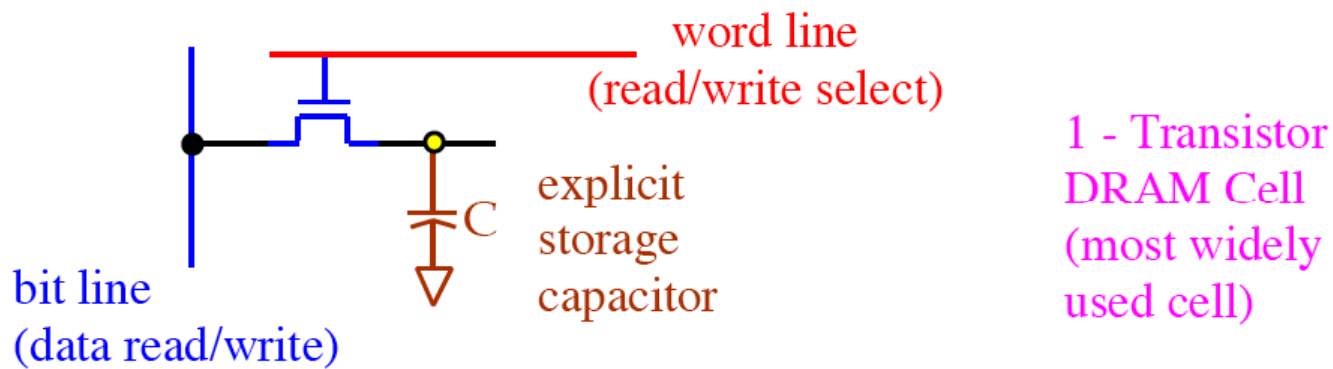 word line
(read/write select)
1 - Transistor
DRAM Cell
(most widely
used cell)
explicit
storage
capacitor
C
bit line
(data read/write)